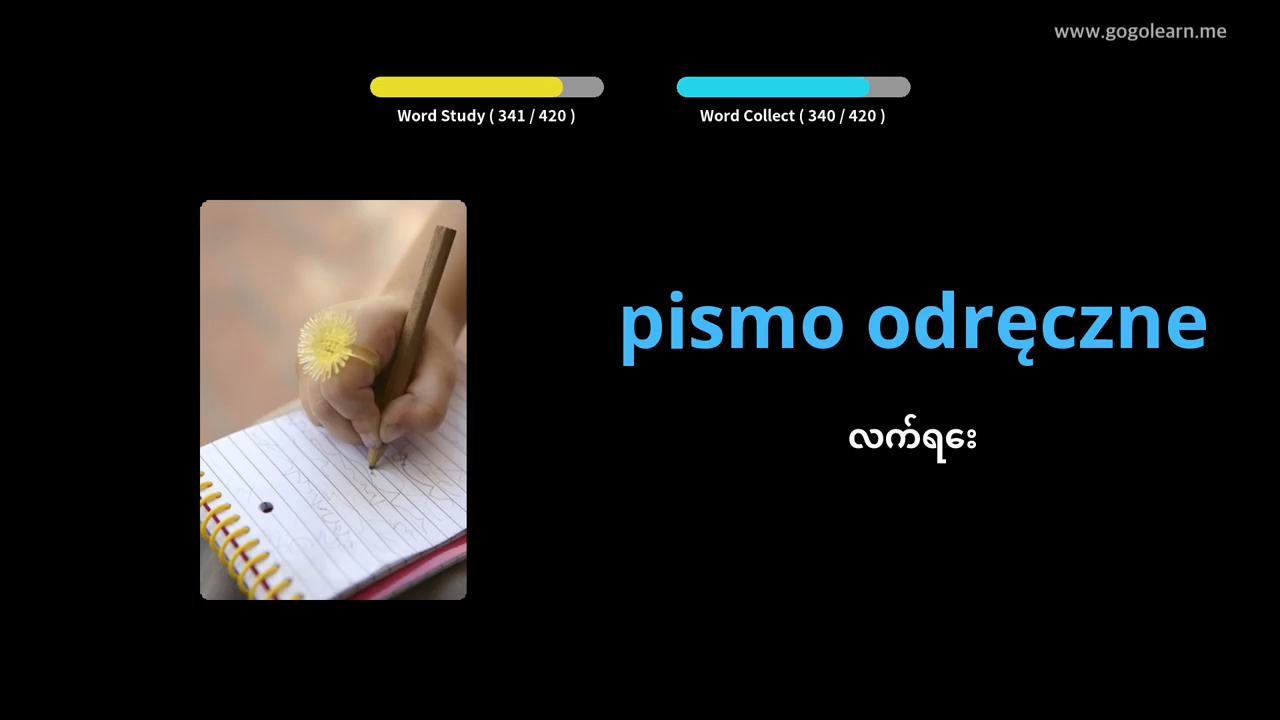 www.gogolearn.me
Word Study ( 341 / 420 )
Word Collect ( 340 / 420 )
pismo odręczne
လက်ရေး